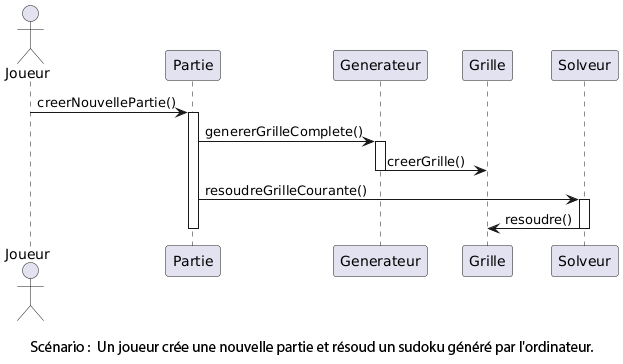 Joueur
Partie
Generateur
Grille
Solveur
creerNouvellePartie()
genererGrilleComplete()
creerGrille()
resoudreGrilleCourante()
resoudre()
Joueur
Partie
Generateur
Grille
Solveur
Scénario : Un joueur crée une nouvelle partie et résoud un sudoku généré par l'ordinateur.